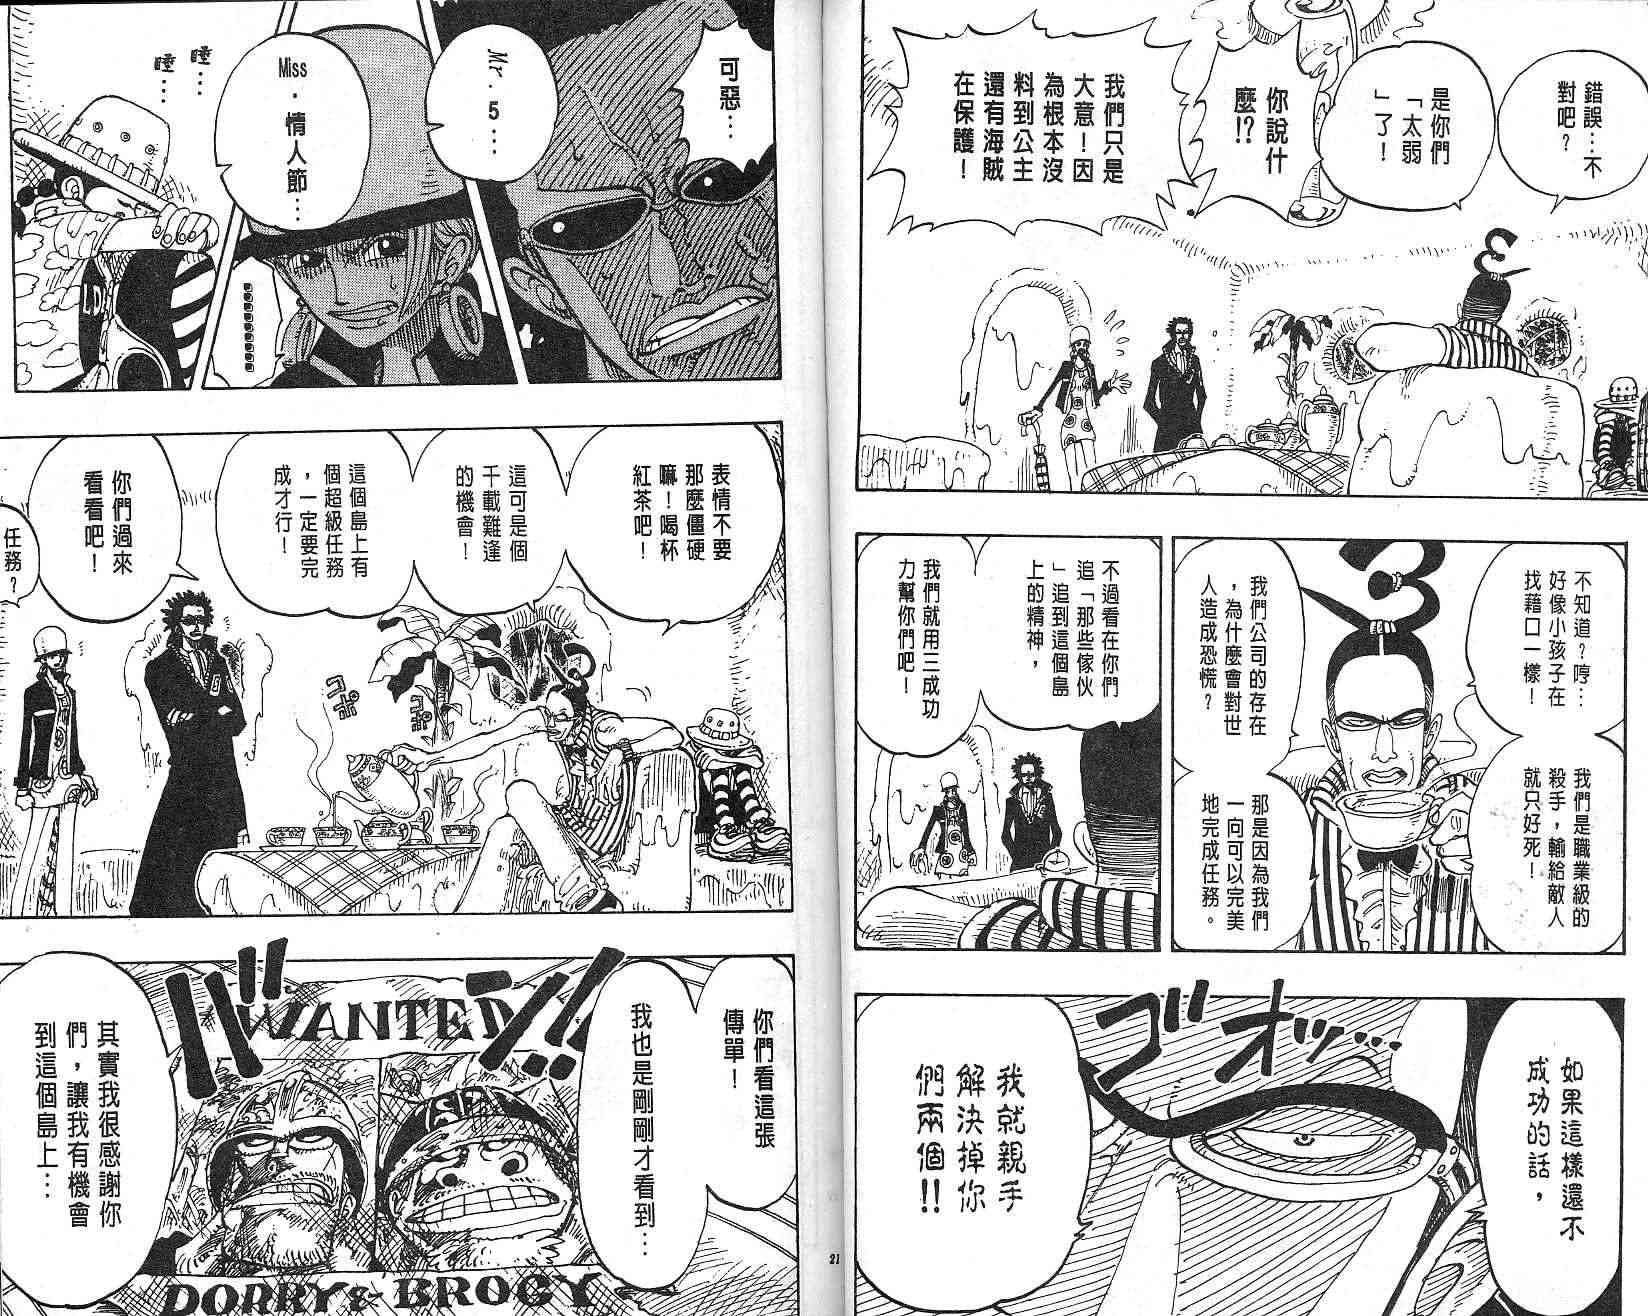 錯誤…不
對吧？
是你們
「太弱
」了！
你說什
麼!?
我們只是
大意！因
為根本沒
料到公主
還有海賊
在保護！
不知道？哼…
好像小孩子在
找藉口一樣！
我們是職業級的
殺手，輸給敵人
就只好死！
我們公司的存在
，為什麼會對世
人造成恐慌？
那是因為我們
一向可以完美
地完成任務。
不過看在你們
追「那些傢伙
」追到這個島
上的精神，
我們就用三成功
力幫你們吧！
如果這樣還不
成功的話，
ゴオッ…
我就親手
解決掉你
們兩個!!
21
可惡…
Mr.5…
Miss.情人節…
睡…
睡…
LD
表情不要
那麼僵硬
嘛！喝杯
紅茶吧！
這可是個
千載難逢
的機會！
這個島上有
個超級任務
，一定要完
成才行！
コポ
コポ
你們過來
看看吧！
任務？
你們看這張
傳單！
我也是剛剛才看到…
バーン!!
WANTED
DORRY & BROGY
其實我很感謝你
們，讓我有機會
到這個島上…